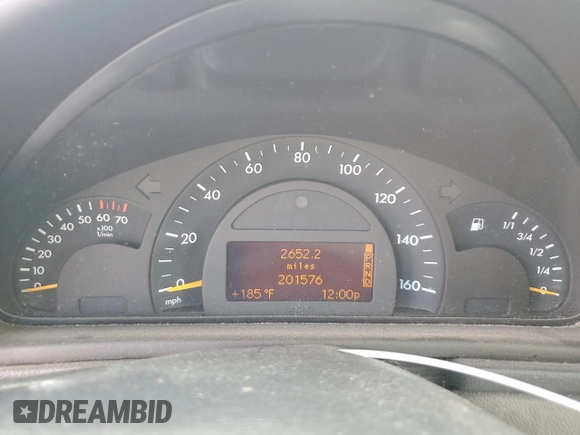 60 80 100
40 120
20 140
0 160
mph
10 20 30 40 50 60 70
0
x100
1/min
1/1
3/4
1/2
1/4
0
2652.2
miles
201576
+185°F 12:00p
P
R
N
D
DREAMBID